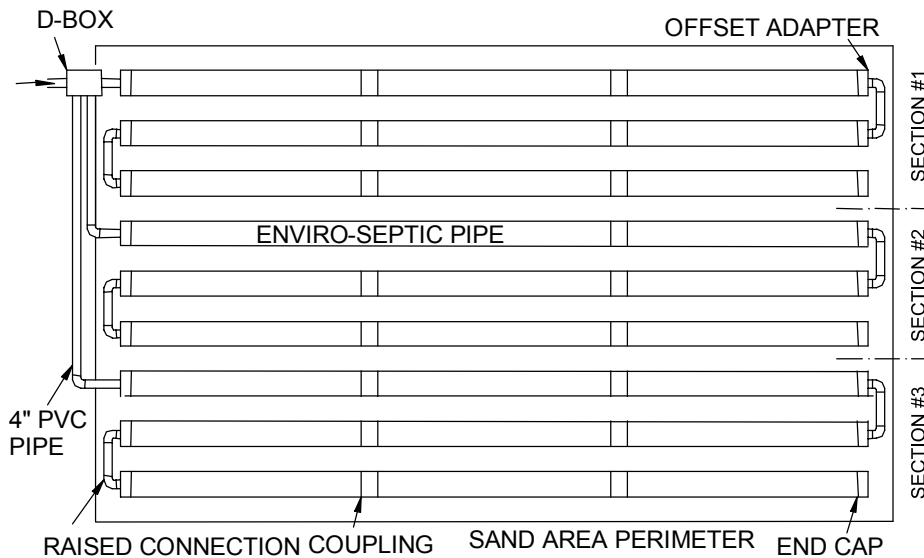 D-BOX
OFFSET ADAPTER
SECTION #1
ENVIRO-SEPTIC PIPE
SECTION #2
4" PVC
PIPE
SECTION #3
RAISED CONNECTION
COUPLING
SAND AREA PERIMETER
END CAP